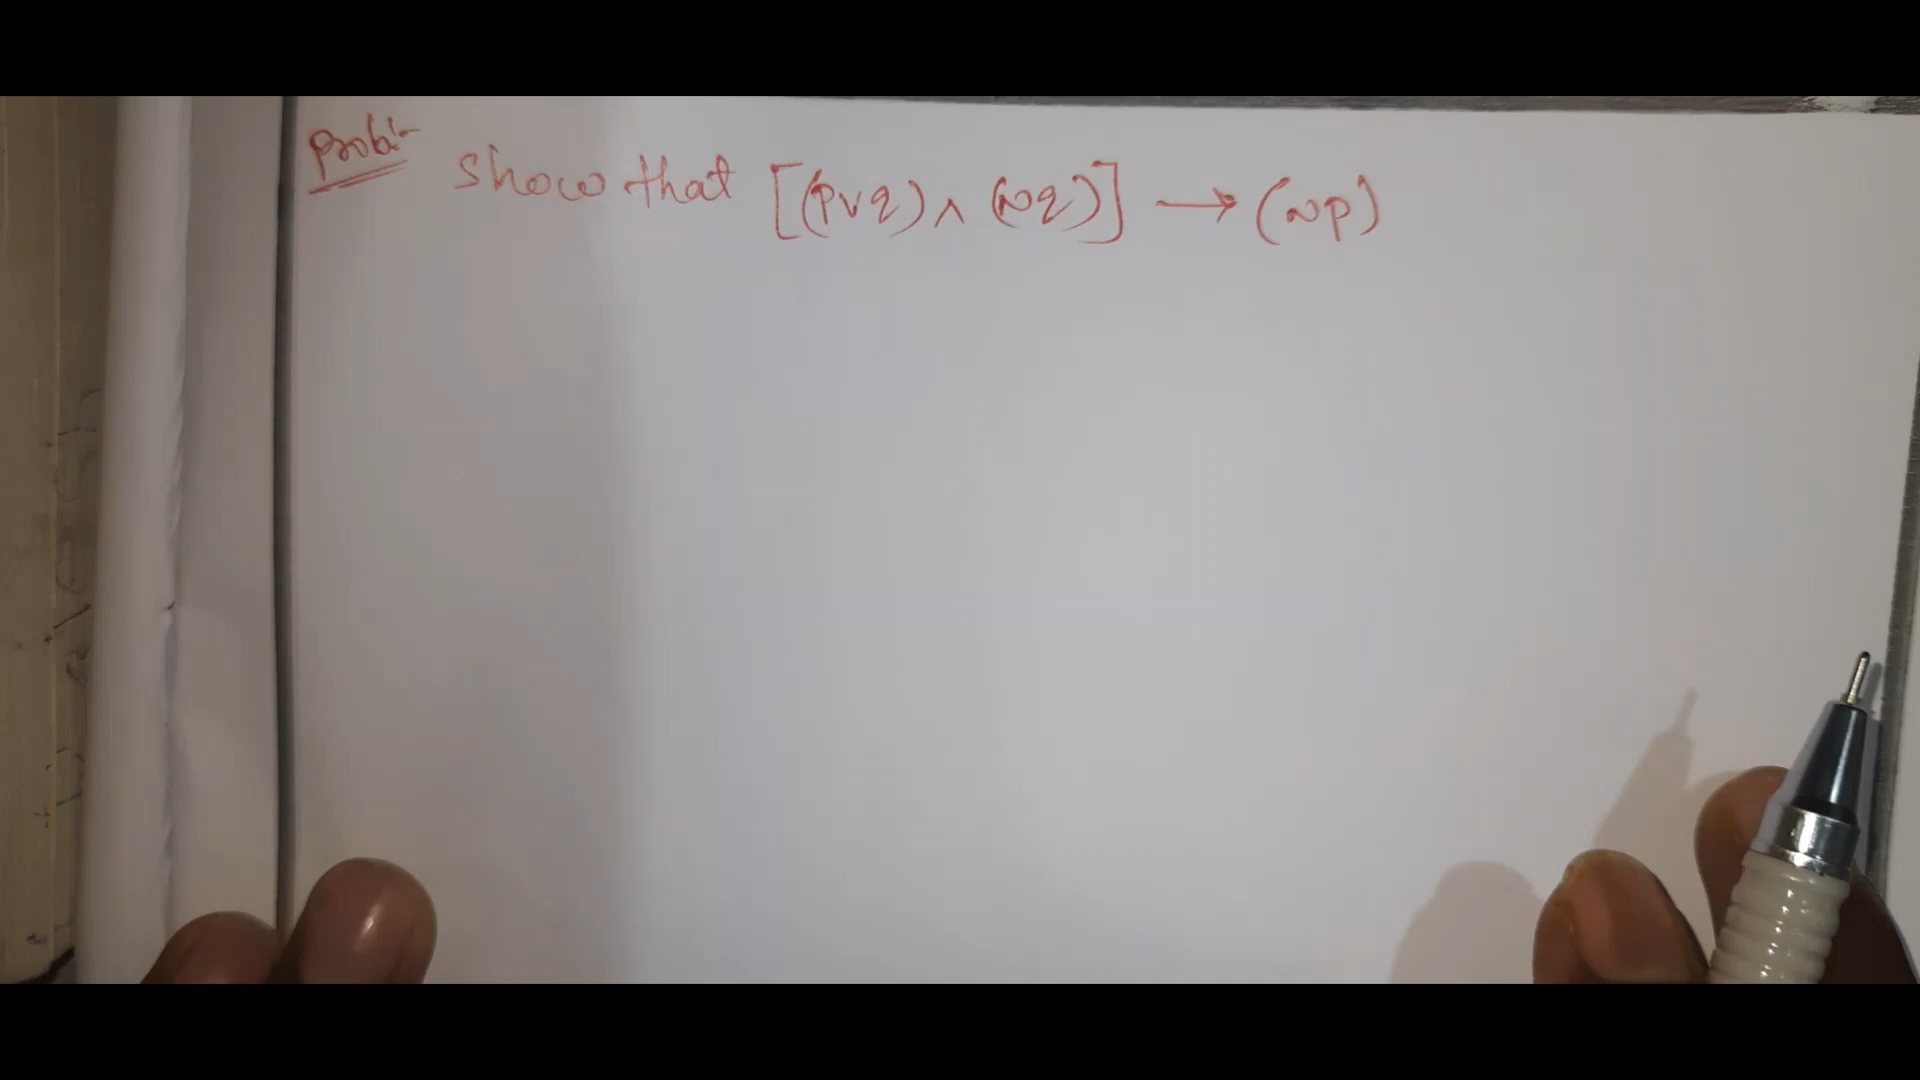 Prob:- Show that [(p∨q)∧(~q)] → (~p)